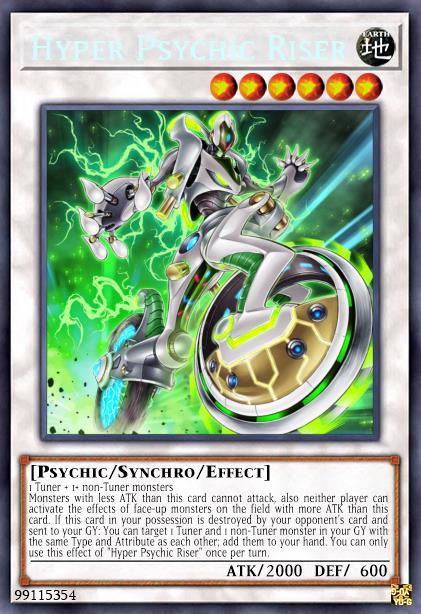 Hyper Psychic Riser
EARTH
地
[Psychic/Synchro/Effect]
1 Tuner + 1+ non-Tuner monsters
Monsters with less ATK than this card cannot attack, also neither player can
activate the effects of face-up monsters on the field with more ATK than this
card. If this card in your possession is destroyed by your opponent's card and
sent to your GY: You can target 1 Tuner and 1 non-Tuner monster in your GY with
the same Type and Attribute as each other; add them to your hand. You can only
use this effect of "Hyper Psychic Riser" once per turn.
ATK/2000 DEF/ 600
99115354